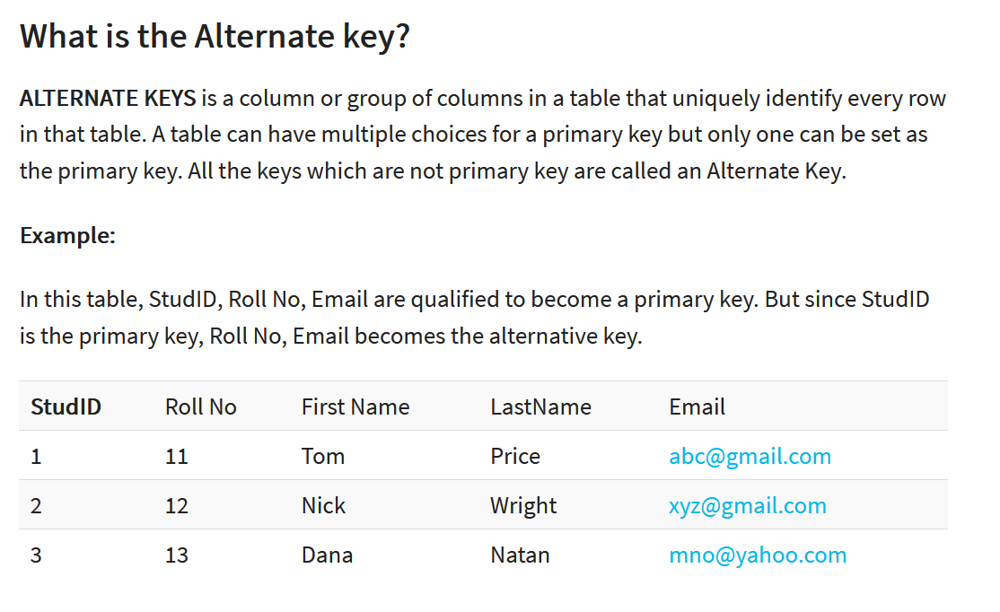 What is the Alternate key?
ALTERNATE KEYS is a column or group of columns in a table that uniquely identify every row
in that table. A table can have multiple choices for a primary key but only one can be set as
the primary key. All the keys which are not primary key are called an Alternate Key.
Example:
In this table, StudID, Roll No, Email are qualified to become a primary key. But since StudID
is the primary key, Roll No, Email becomes the alternative key.
StudID Roll No First Name LastName Email
1 11 Tom Price abc@gmail.com
2 12 Nick Wright xyz@gmail.com
3 13 Dana Natan mno@yahoo.com